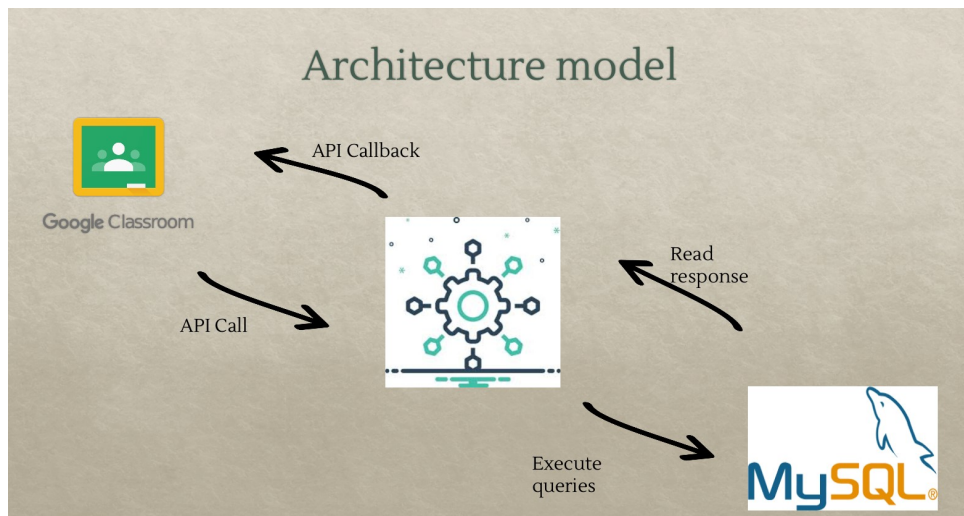 Architecture model
API Callback
Google Classroom
Read
response
API Call
Execute
queries
MySQL®